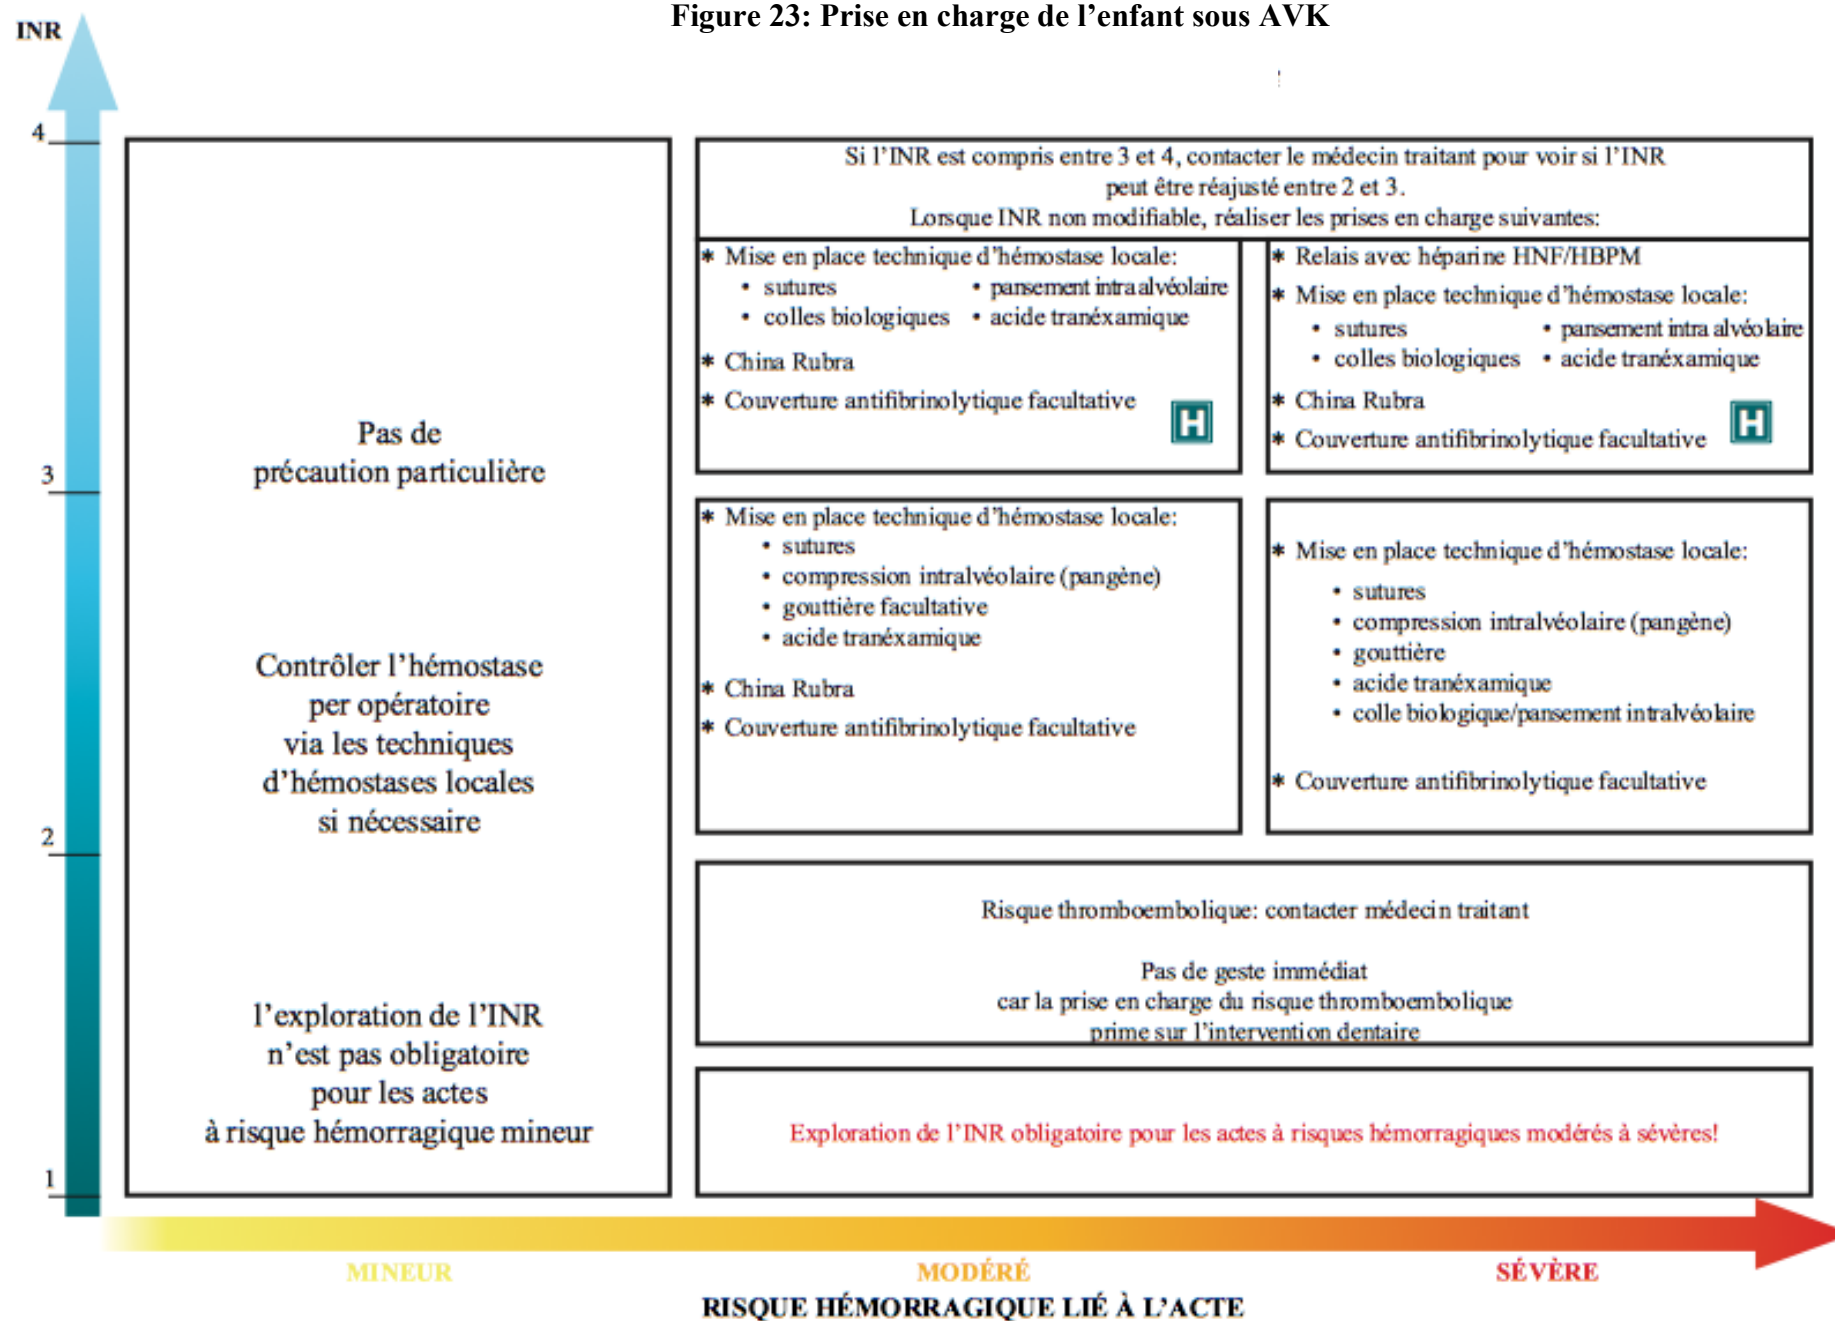 Figure 23: Prise en charge de l'enfant sous AVK
INR
4
3
2
1
Pas de
précaution particulière
Contrôler l'hémostase
per opératoire
via les techniques
d'hémostases locales
si nécessaire
l'exploration de l'INR
n'est pas obligatoire
pour les actes
à risque hémorragique mineur
Si l'INR est compris entre 3 et 4, contacter le médecin traitant pour voir si l'INR
peut être réajusté entre 2 et 3.
Lorsque INR non modifiable, réaliser les prises en charge suivantes:
* Mise en place technique d'hémostase locale:
• sutures • pansement intra alvéolaire
• colles biologiques • acide tranéxamique
* China Rubra
* Couverture antifibrinolytique facultative
H
* Relais avec héparine HNF/HBPM
* Mise en place technique d'hémostase locale:
• sutures • pansement intra alvéolaire
• colles biologiques • acide tranéxamique
* China Rubra
* Couverture antifibrinolytique facultative
H
* Mise en place technique d'hémostase locale:
• sutures
• compression intralvéolaire (pangène)
• gouttière facultative
• acide tranéxamique
* China Rubra
* Couverture antifibrinolytique facultative
* Mise en place technique d'hémostase locale:
• sutures
• compression intralvéolaire (pangène)
• gouttière
• acide tranéxamique
• colle biologique/pansement intralvéolaire
* Couverture antifibrinolytique facultative
Risque thromboembolique: contacter médecin traitant
Pas de geste immédiat
car la prise en charge du risque thromboembolique
prime sur l'intervention dentaire
Exploration de l'INR obligatoire pour les actes à risques hémorragiques modérés à sévères!
MINEUR
MODÉRÉ
SÉVÈRE
RISQUE HÉMORRAGIQUE LIÉ À L'ACTE